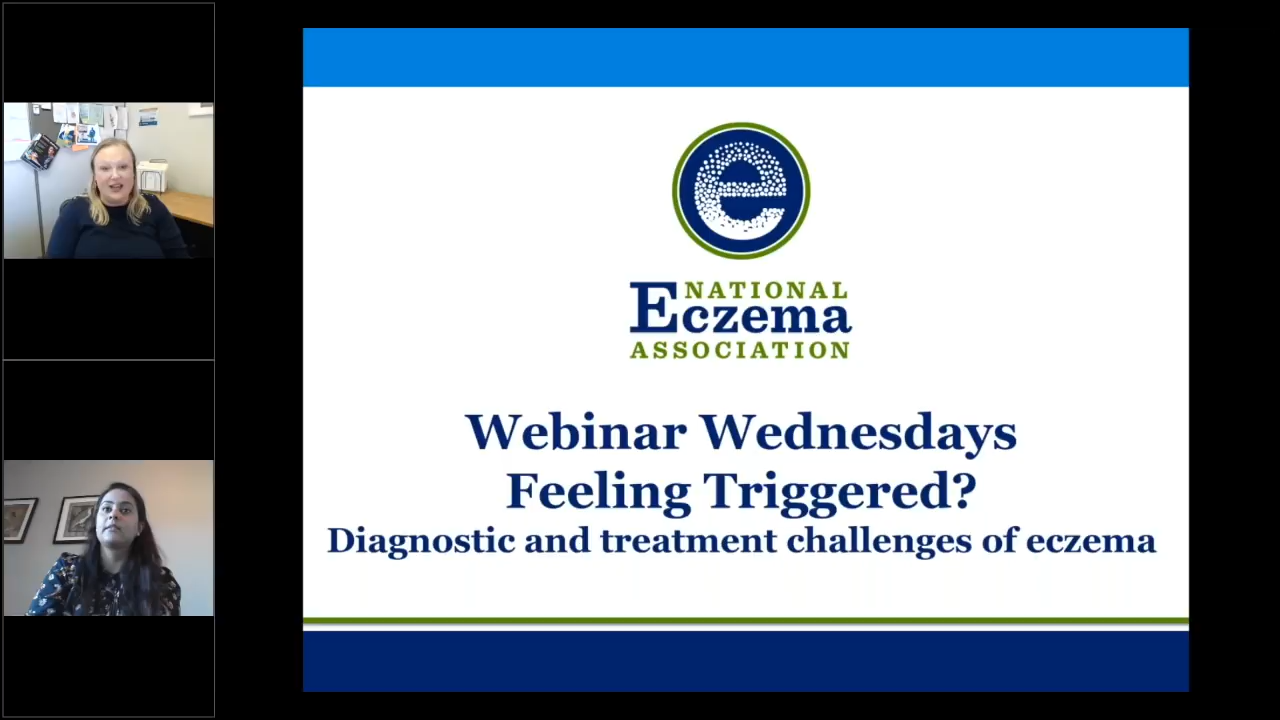 e
NATIONAL
Eczema
ASSOCIATION
Webinar Wednesdays
Feeling Triggered?
Diagnostic and treatment challenges of eczema